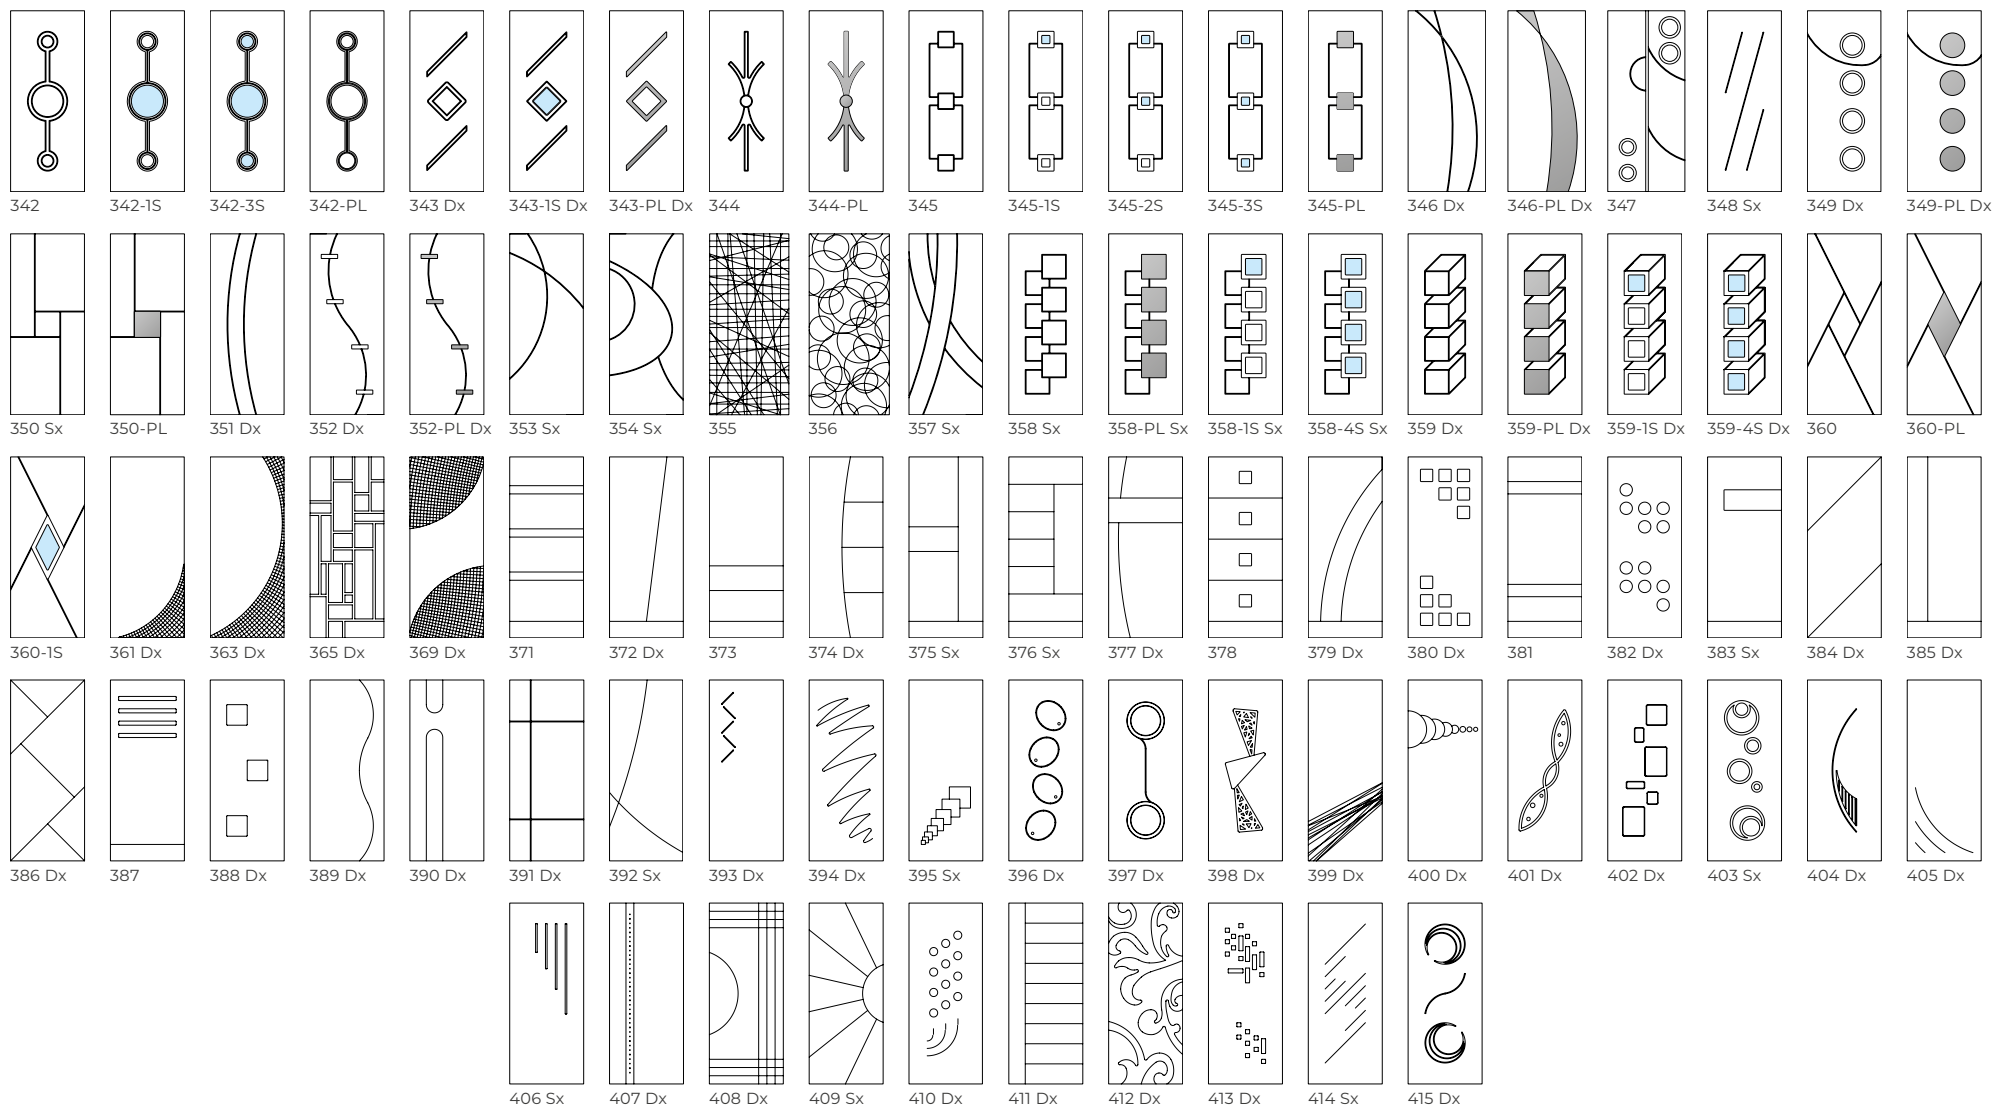 342 342-1S 342-3S 342-PL 343 Dx 343-1S Dx 343-PL Dx 344 344-PL 345 345-1S 345-2S 345-3S 345-PL 346 Dx 346-PL Dx 347 348 Sx 349 Dx 349-PL Dx
350 Sx 350-PL 351 Dx 352 Dx 352-PL Dx 353 Sx 354 Sx 355 356 357 Sx 358 Sx 358-PL Sx 358-1S Sx 358-4S Sx 359 Dx 359-PL Dx 359-1S Dx 359-4S Dx 360 360-PL
360-1S 361 Dx 363 Dx 365 Dx 369 Dx 371 372 Dx 373 374 Dx 375 Sx 376 Sx 377 Dx 378 379 Dx 380 Dx 381 382 Dx 383 Sx 384 Dx 385 Dx
386 Dx 387 388 Dx 389 Dx 390 Dx 391 Dx 392 Sx 393 Dx 394 Dx 395 Sx 396 Dx 397 Dx 398 Dx 399 Dx 400 Dx 401 Dx 402 Dx 403 Sx 404 Dx 405 Dx
406 Sx 407 Dx 408 Dx 409 Sx 410 Dx 411 Dx 412 Dx 413 Dx 414 Sx 415 Dx